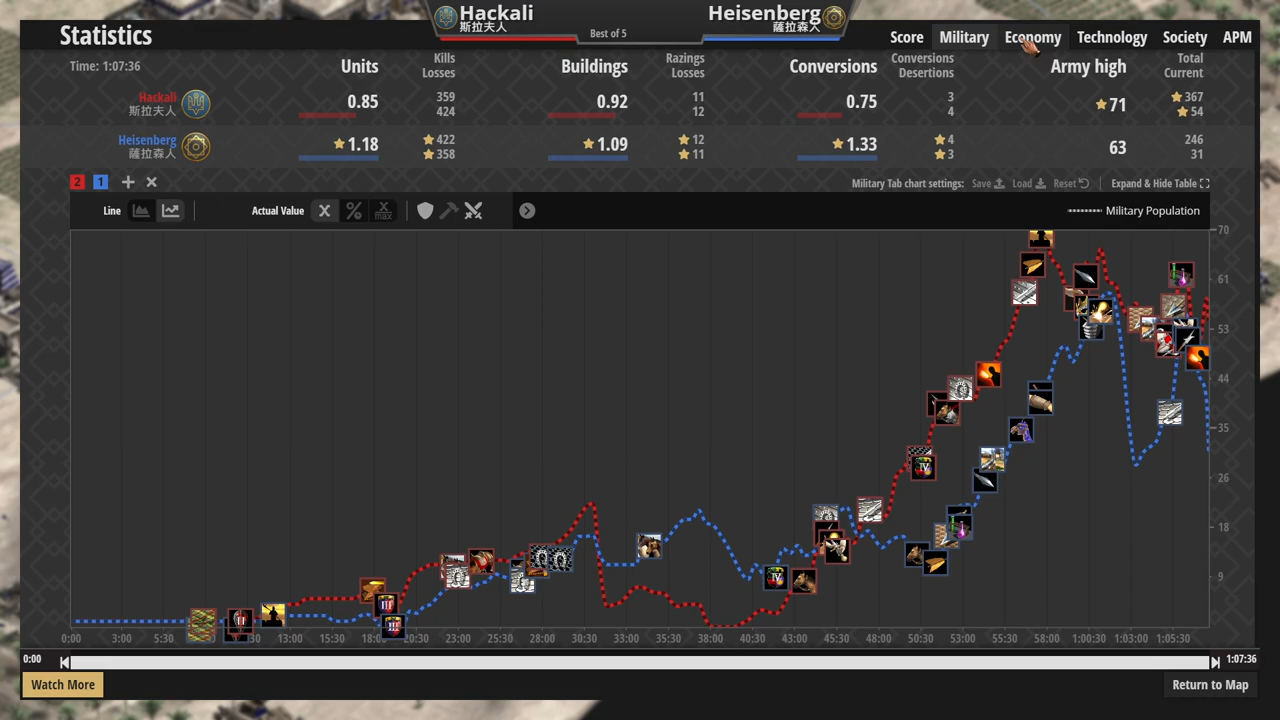 Hackali
斯拉夫人
Best of 5
Heisenberg
薩拉森人
Statistics
Score Military Economy Technology Society APM
Time: 1:07:36
Units
Kills
Losses
Buildings
Razings
Losses
Conversions
Conversions
Desertions
Army high
Total
Current
Hackali
斯拉夫人
0.85
359
424
0.92
11
12
0.75
3
4
71
367
54
Heisenberg
薩拉森人
1.18
422
358
1.09
12
11
1.33
4
3
63
246
31
2 1
Military Tab chart settings: Save Load Reset Expand & Hide Table
Line
Actual Value X % X max
Military Population
70
61
53
44
35
26
18
9
II
III
III
IV
IV
0:00 3:00 5:30 13:00 15:30 20:30 23:00 25:30 28:00 30:30 33:00 35:30 38:00 40:30 43:00 45:30 48:00 50:30 53:00 55:30 58:00 1:00:30 1:03:00 1:05:30
0:00
1:07:36
Watch More
Return to Map